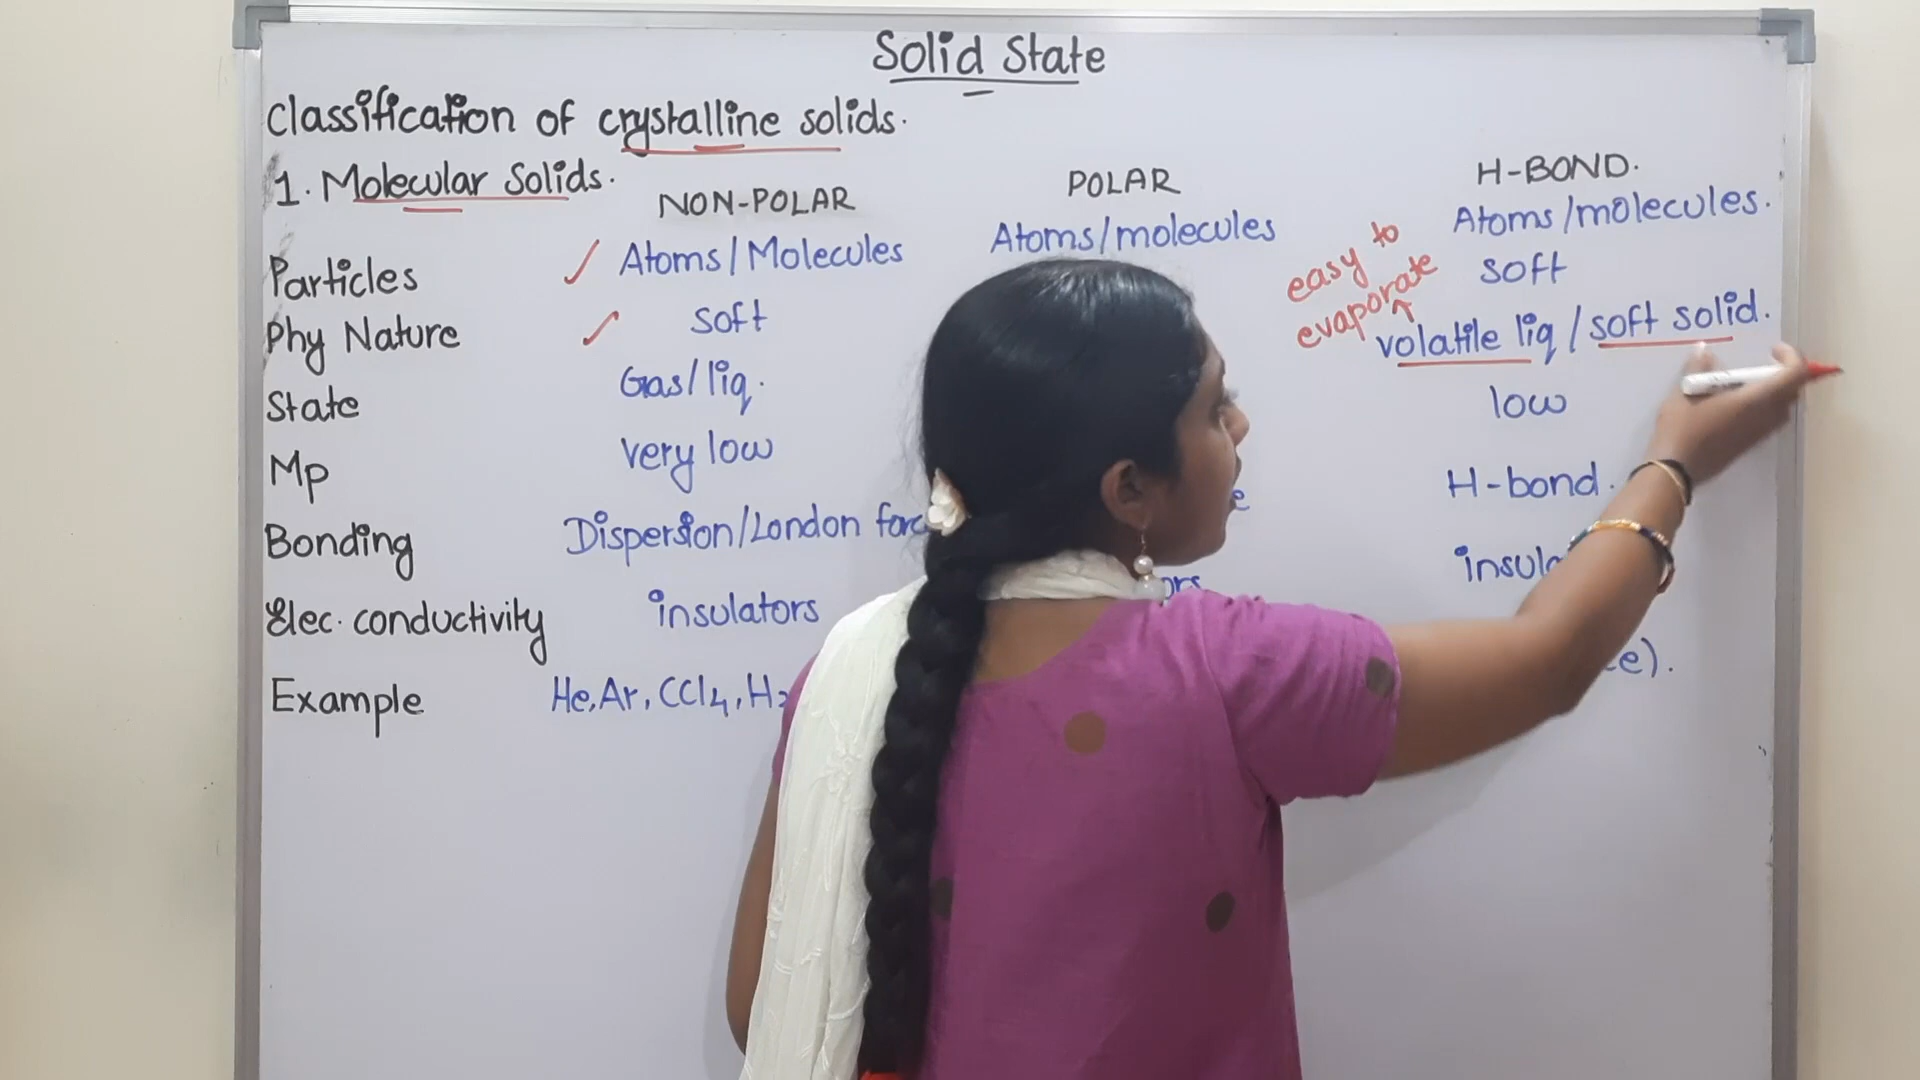 Solid State
Classification of crystalline solids.
1. Molecular Solids.
NON-POLAR POLAR H-BOND.
Particles Atoms/Molecules Atoms/molecules Atoms/molecules.
easy to evaporate
Phy Nature soft soft
State Gas/liq. volatile liq/soft solid.
Mp very low low
Bonding Dispersion/London H-bond.
Elec. conductivity insulators
Example He, Ar, CCl4, H2